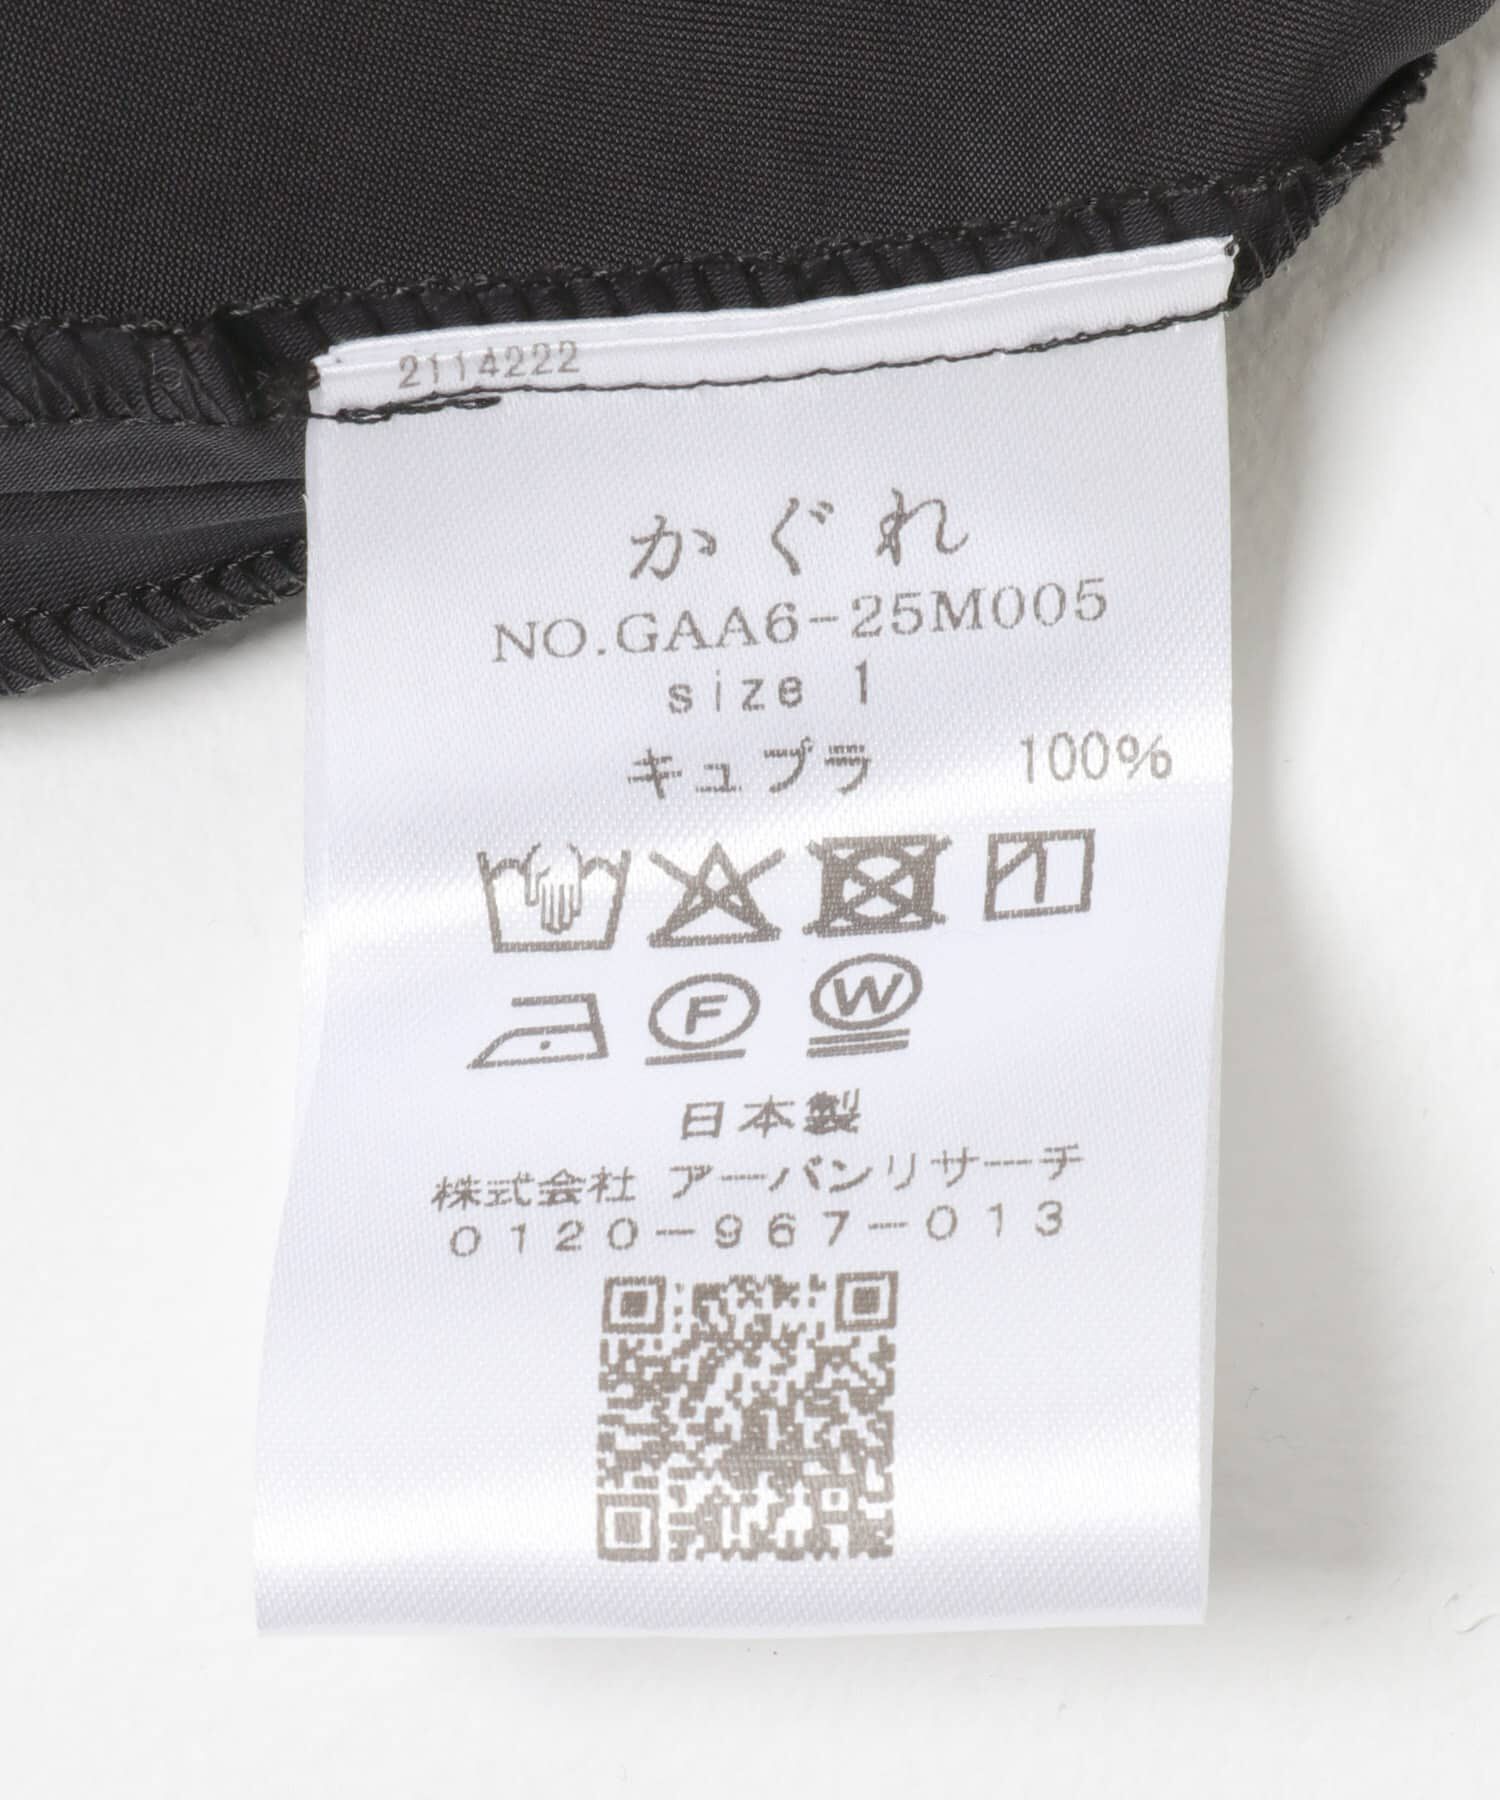 2114222
かぐれ
NO.GAA6-25M005
size 1
キュプラ 100%
F W
日本製
株式会社 アーバンリサーチ
0120-967-013